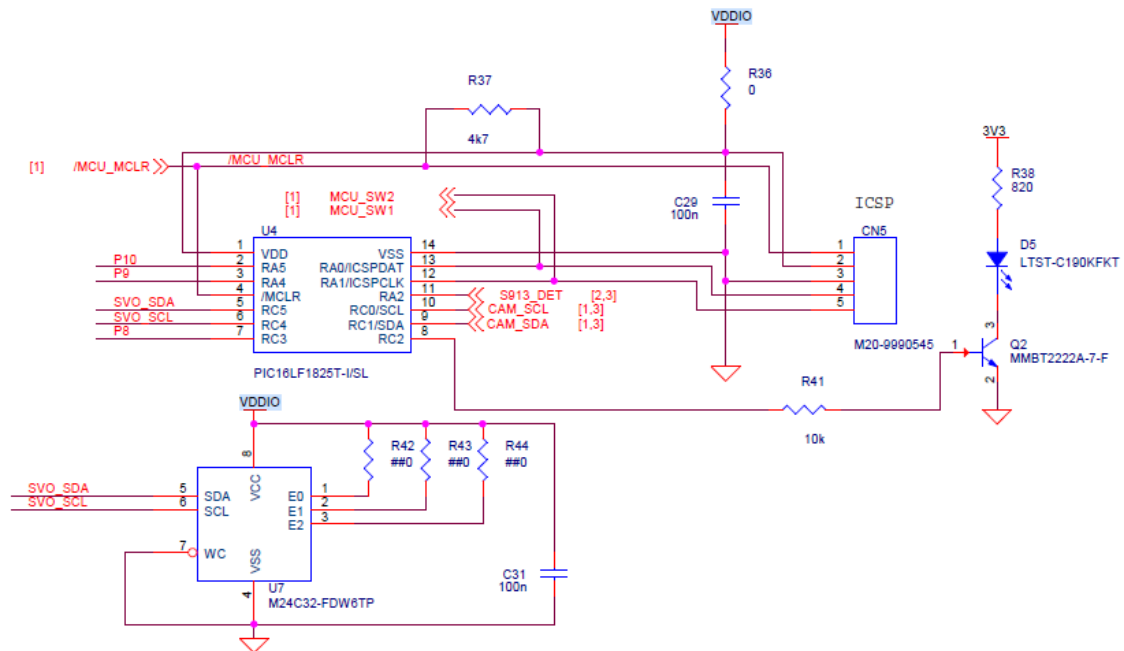 VDDIO
R36
0
R37
4k7
3V3
R38
820
[1] /MCU_MCLR
/MCU_MCLR
[1] MCU_SW2
[1] MCU_SW1
C29
100n
ICSP
CN5
U4
D5
LTST-C190KFKT
1 VDD VSS 14
P10 2 RA5 RA0/ICSPDAT 13
P9 3 RA4 RA1/ICSPCLK 12
4 /MCLR RA2 11 S913_DET [2,3]
SVO_SDA 5 RC5 RC0/SCL 10 CAM_SCL [1,3]
SVO_SCL 6 RC4 RC1/SDA 9 CAM_SDA [1,3]
P8 7 RC3 RC2 8
1
2
3
4
5
M20-9990545
3
1
2
Q2
MMBT2222A-7-F
PIC16LF1825T-I/SL
R41
10k
VDDIO
R42
##0
R43
##0
R44
##0
8
VCC
SVO_SDA 5 SDA E0 1
SVO_SCL 6 SCL E1 2
E2 3
7 WC
VSS
4
C31
100n
U7
M24C32-FDW6TP